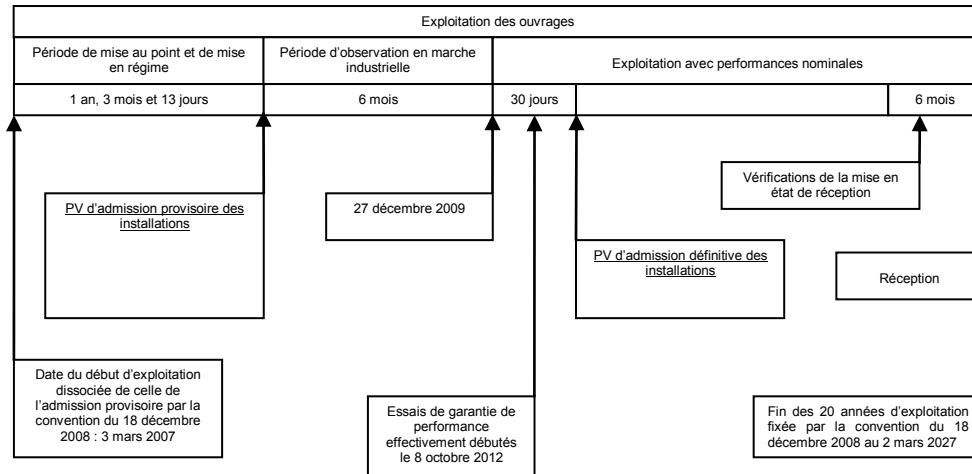 Exploitation des ouvrages
Période de mise au point et de mise
en régime
Période d'observation en marche
industrielle
Exploitation avec performances nominales
1 an, 3 mois et 13 jours
6 mois
30 jours
6 mois
PV d'admission provisoire des
installations
27 décembre 2009
Vérifications de la mise en
état de réception
PV d'admission définitive des
installations
Réception
Date du début d'exploitation
dissociée de celle de
l'admission provisoire par la
convention du 18 décembre
2008 : 3 mars 2007
Essais de garantie de
performance
effectivement débutés
le 8 octobre 2012
Fin des 20 années d'exploitation
fixée par la convention du 18
décembre 2008 au 2 mars 2027